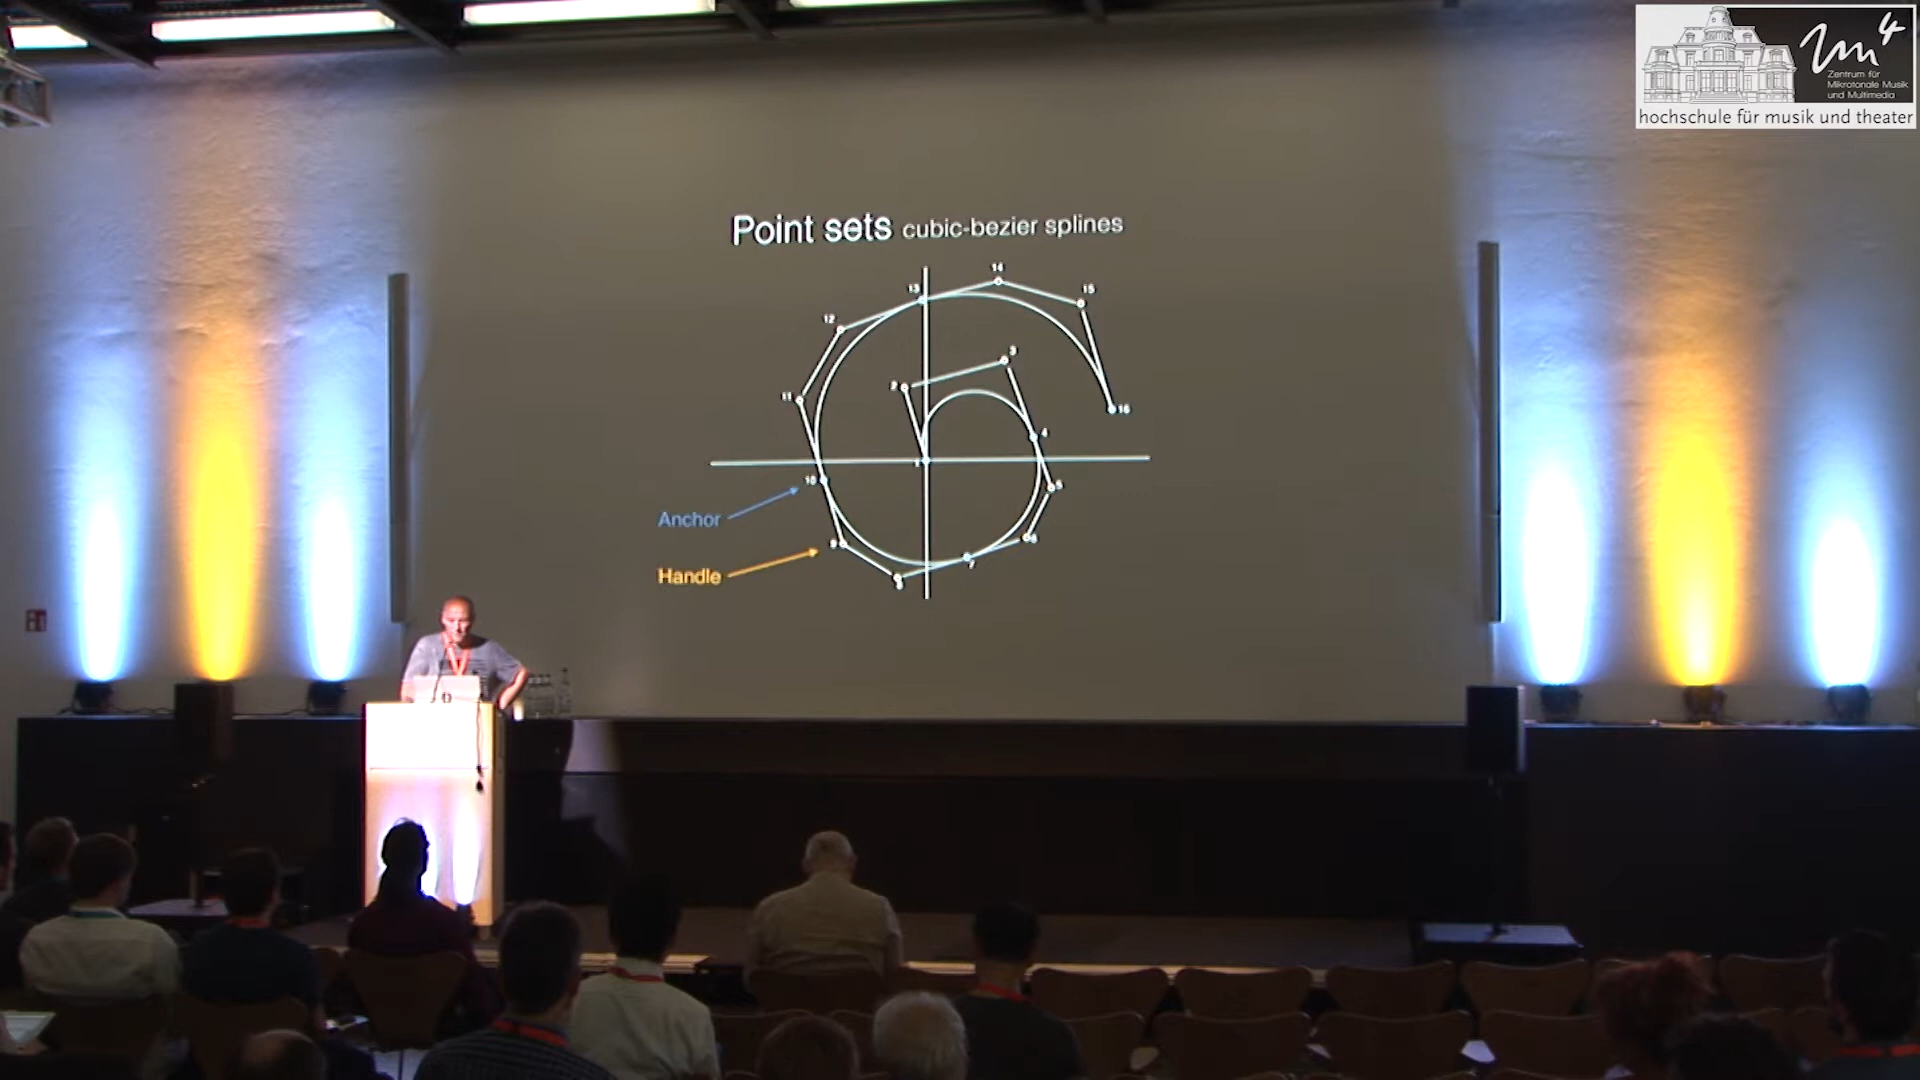 m4
Zentrum für
Mikrotonale Musik
und Multimedia
hochschule für musik und theater
Point sets cubic-bezier splines
14
13
15
12
3
2
11
16
4
1
10
5
Anchor
9
6
7
Handle
8